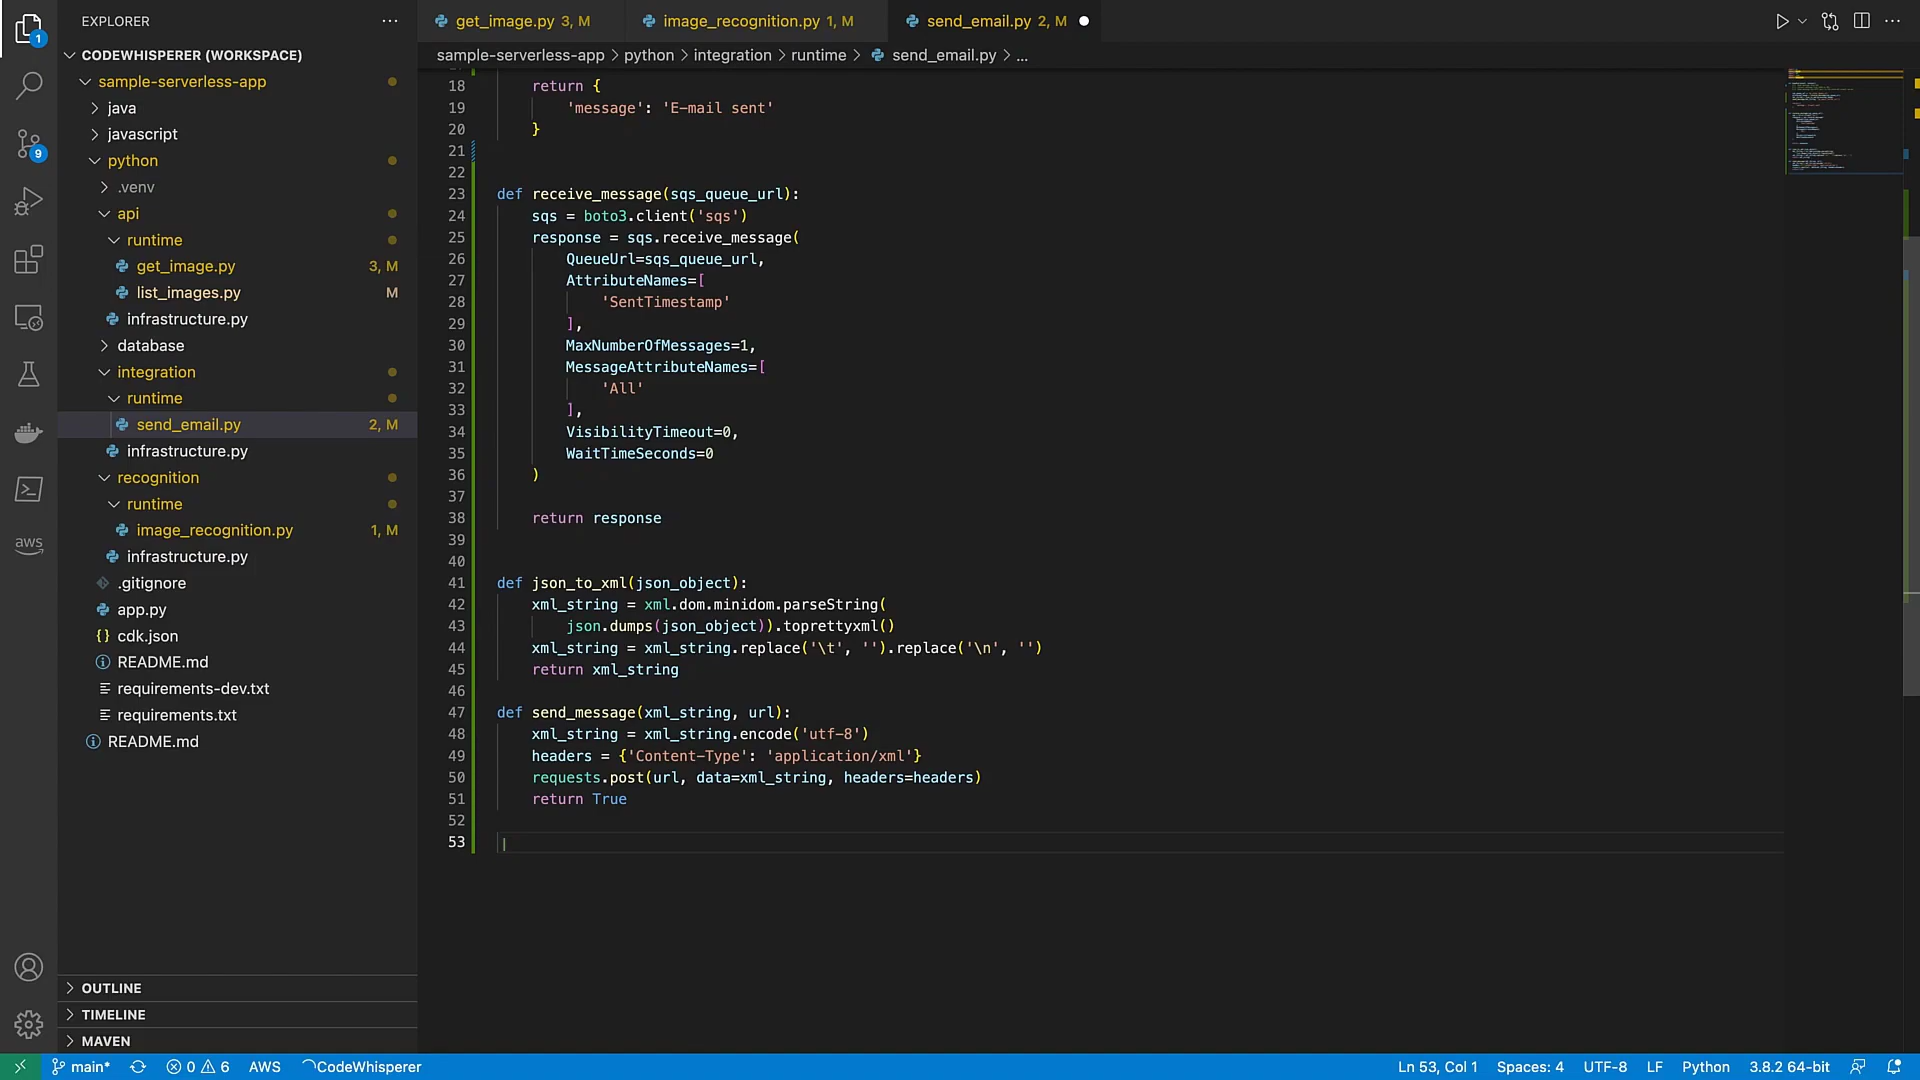 EXPLORER
CODEWHISPERER (WORKSPACE)
sample-serverless-app
java
javascript
python
.venv
api
runtime
get_image.py 3, M
list_images.py M
infrastructure.py
database
integration
runtime
send_email.py 2, M
infrastructure.py
recognition
runtime
image_recognition.py 1, M
infrastructure.py
.gitignore
app.py
{} cdk.json
README.md
requirements-dev.txt
requirements.txt
README.md
OUTLINE
TIMELINE
MAVEN
1
9
aws
get_image.py 3, M
image_recognition.py 1, M
send_email.py 2, M
sample-serverless-app > python > integration > runtime > send_email.py > ...
18 return {
19 'message': 'E-mail sent'
20 }
21
22
23 def receive_message(sqs_queue_url):
24 sqs = boto3.client('sqs')
25 response = sqs.receive_message(
26 QueueUrl=sqs_queue_url,
27 AttributeNames=[
28 'SentTimestamp'
29 ],
30 MaxNumberOfMessages=1,
31 MessageAttributeNames=[
32 'All'
33 ],
34 VisibilityTimeout=0,
35 WaitTimeSeconds=0
36 )
37
38 return response
39
40
41 def json_to_xml(json_object):
42 xml_string = xml.dom.minidom.parseString(
43 json.dumps(json_object)).toprettyxml()
44 xml_string = xml_string.replace('\t', '').replace('\n', '')
45 return xml_string
46
47 def send_message(xml_string, url):
48 xml_string = xml_string.encode('utf-8')
49 headers = {'Content-Type': 'application/xml'}
50 requests.post(url, data=xml_string, headers=headers)
51 return True
52
53
main* 0 6 AWS CodeWhisperer Ln 53, Col 1 Spaces: 4 UTF-8 LF Python 3.8.2 64-bit